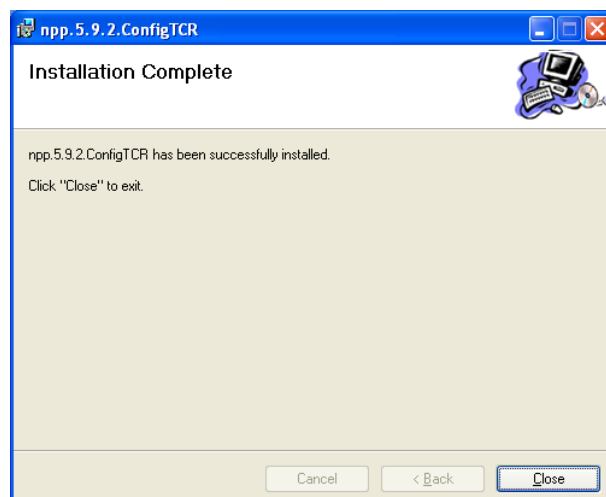 npp.5.9.2.ConfigTCR
Installation Complete
npp.5.9.2.ConfigTCR has been successfully installed.
Click "Close" to exit.
Cancel
< Back
Close